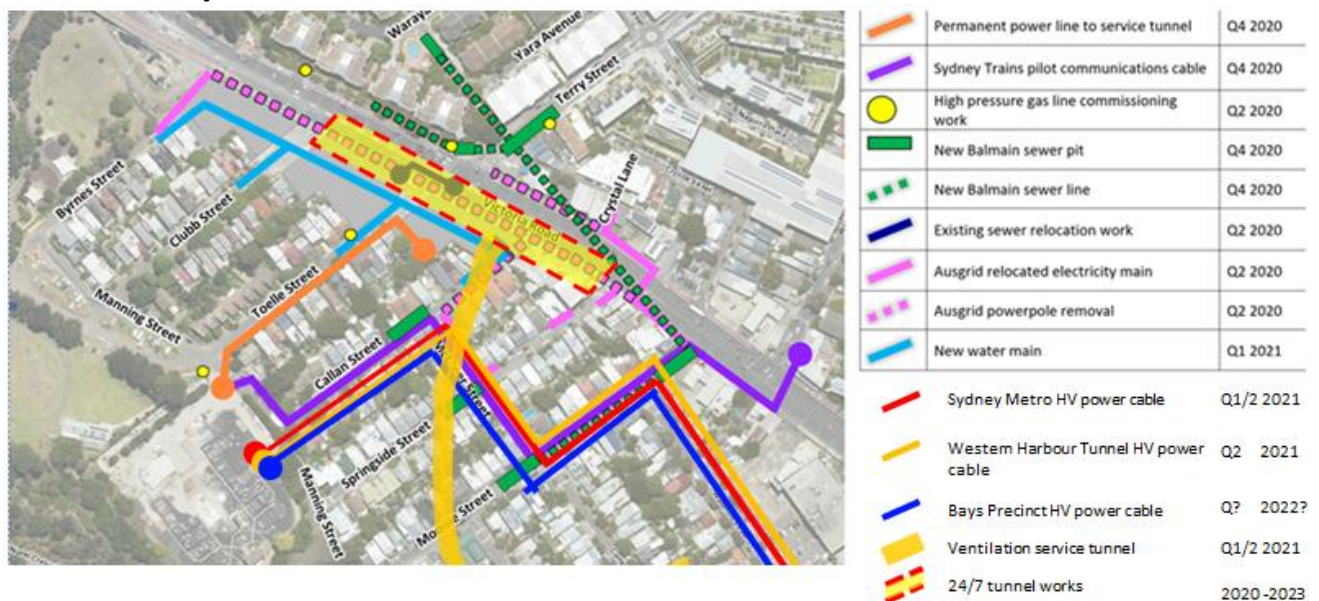 Waraya
Yara Avenue
Terry Street
Crystal Lane
Victoria Road
Byrnes Street
Clubb Street
Toelle Street
Manning Street
Callan Street
Springside Street
Manning Street
Street
Permanent power line to service tunnel Q4 2020
Sydney Trains pilot communications cable Q4 2020
High pressure gas line commissioning
work Q2 2020
New Balmain sewer pit Q4 2020
New Balmain sewer line Q4 2020
Existing sewer relocation work Q2 2020
Ausgrid relocated electricity main Q2 2020
Ausgrid powerpole removal Q2 2020
New water main Q1 2021
Sydney Metro HV power cable Q1/2 2021
Western Harbour Tunnel HV power
cable Q2 2021
Bays Precinct HV power cable Q? 2022?
Ventilation service tunnel Q1/2 2021
24/7 tunnel works 2020 -2023